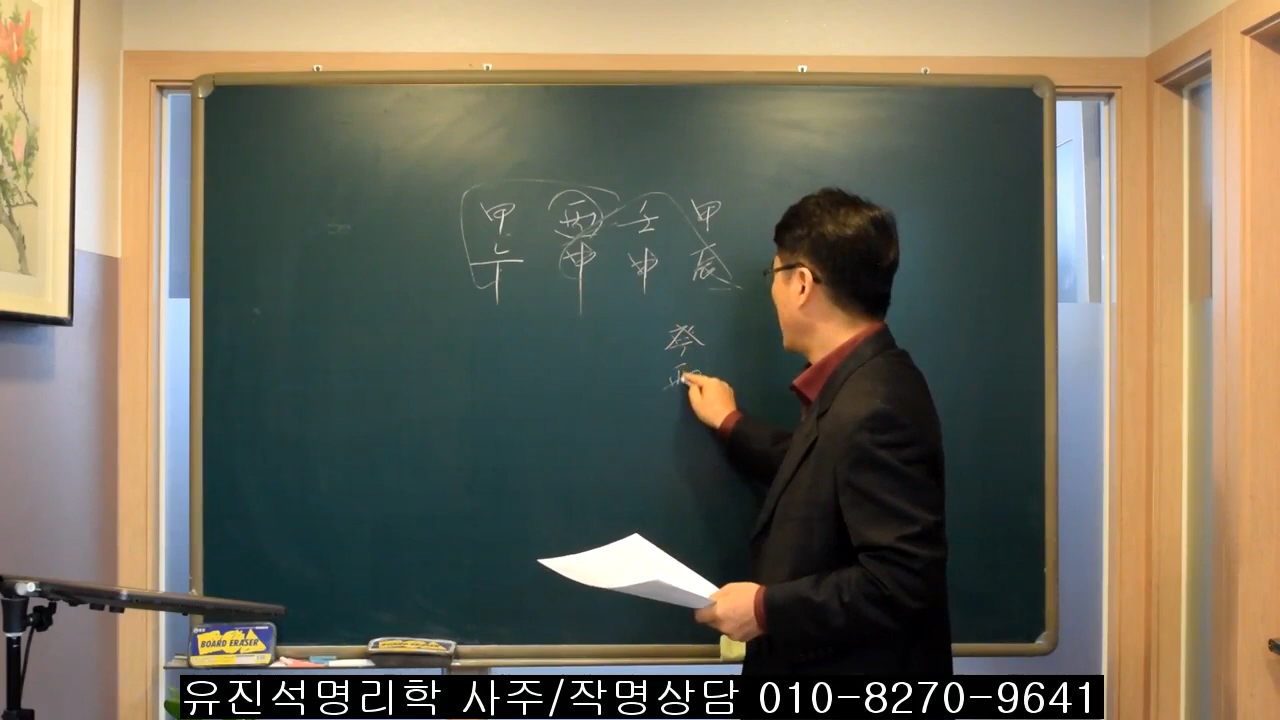 甲 丙 壬 甲
午 申 申 辰
癸
BOARD ERASER
유진석명리학 사주/작명상담 010-8270-9641